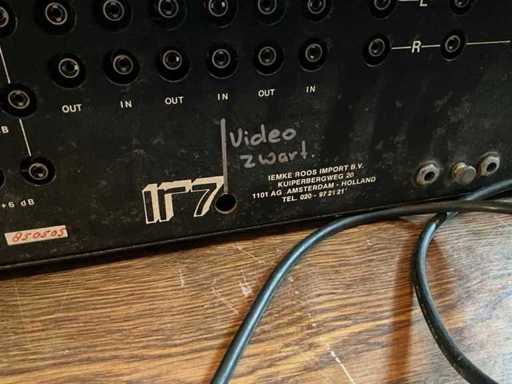 L
R
OUT IN OUT IN OUT IN
+6 dB
Video
zwart.
IEMKE ROOS IMPORT B.V.
KUIPERBERGWEG 20
1101 AG AMSTERDAM - HOLLAND
TEL. 020 - 97 21 21
850505